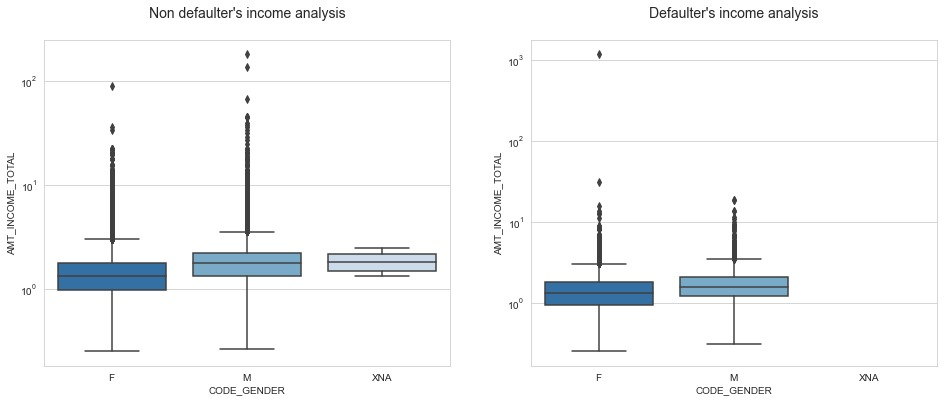 Non defaulter's income analysis
AMT_INCOME_TOTAL
10²
10¹
10⁰
F
M
XNA
CODE_GENDER
Defaulter's income analysis
AMT_INCOME_TOTAL
10³
10²
10¹
10⁰
F
M
XNA
CODE_GENDER